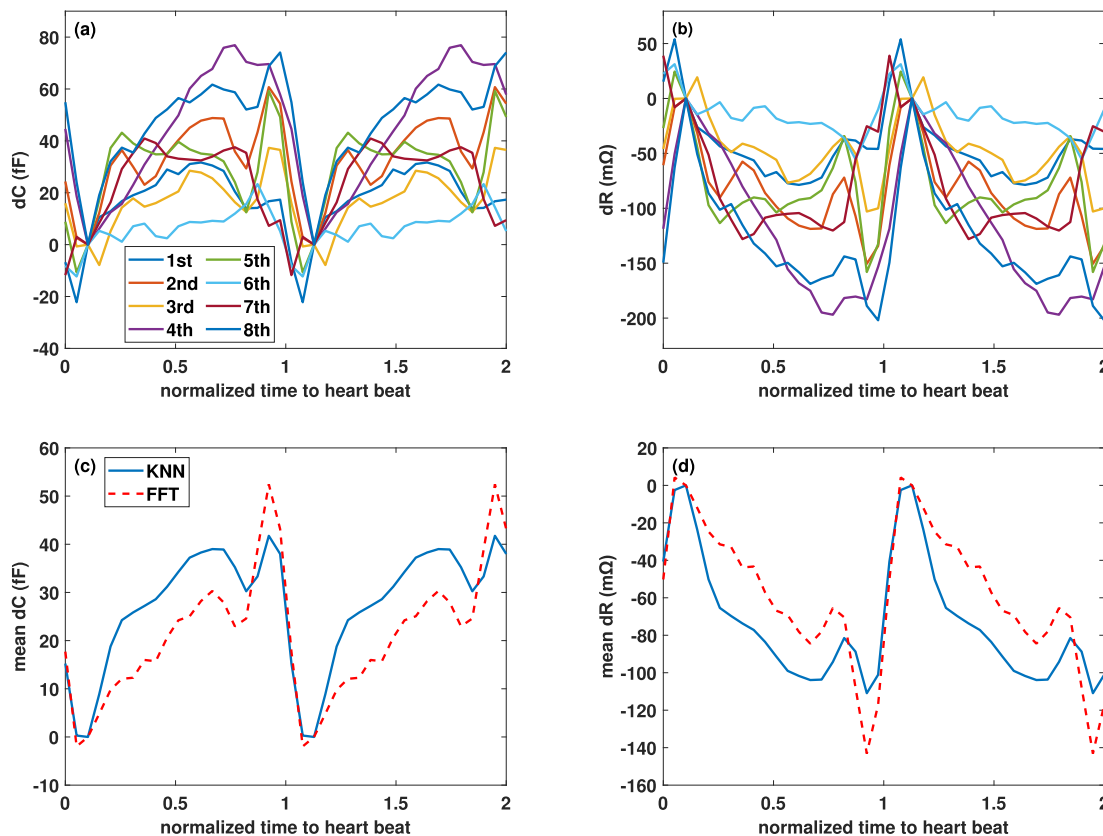 (a)
80
60
40
20
0
-20
-40
dC (fF)
1st 5th
2nd 6th
3rd 7th
4th 8th
0 0.5 1 1.5 2
normalized time to heart beat
(b)
50
0
-50
-100
-150
-200
dR (mΩ)
0 0.5 1 1.5 2
normalized time to heart beat
(c)
60
50
40
30
20
10
0
-10
mean dC (fF)
KNN
FFT
0 0.5 1 1.5 2
normalized time to heart beat
(d)
20
0
-20
-40
-60
-80
-100
-120
-140
-160
mean dR (mΩ)
0 0.5 1 1.5 2
normalized time to heart beat